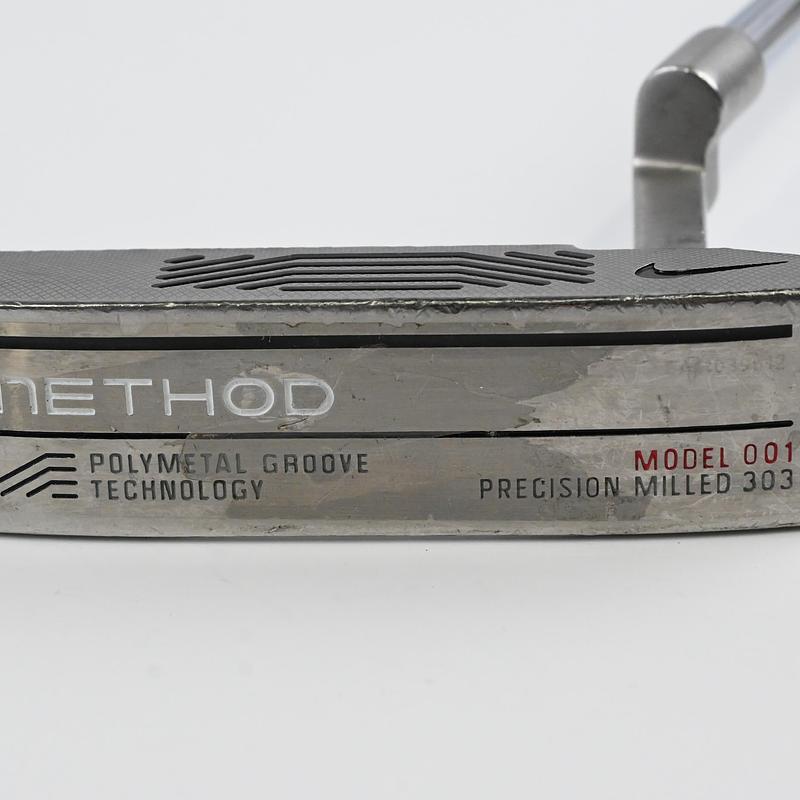 METHOD
POLYMETAL GROOVE
TECHNOLOGY
MODEL 001
PRECISION MILLED 303